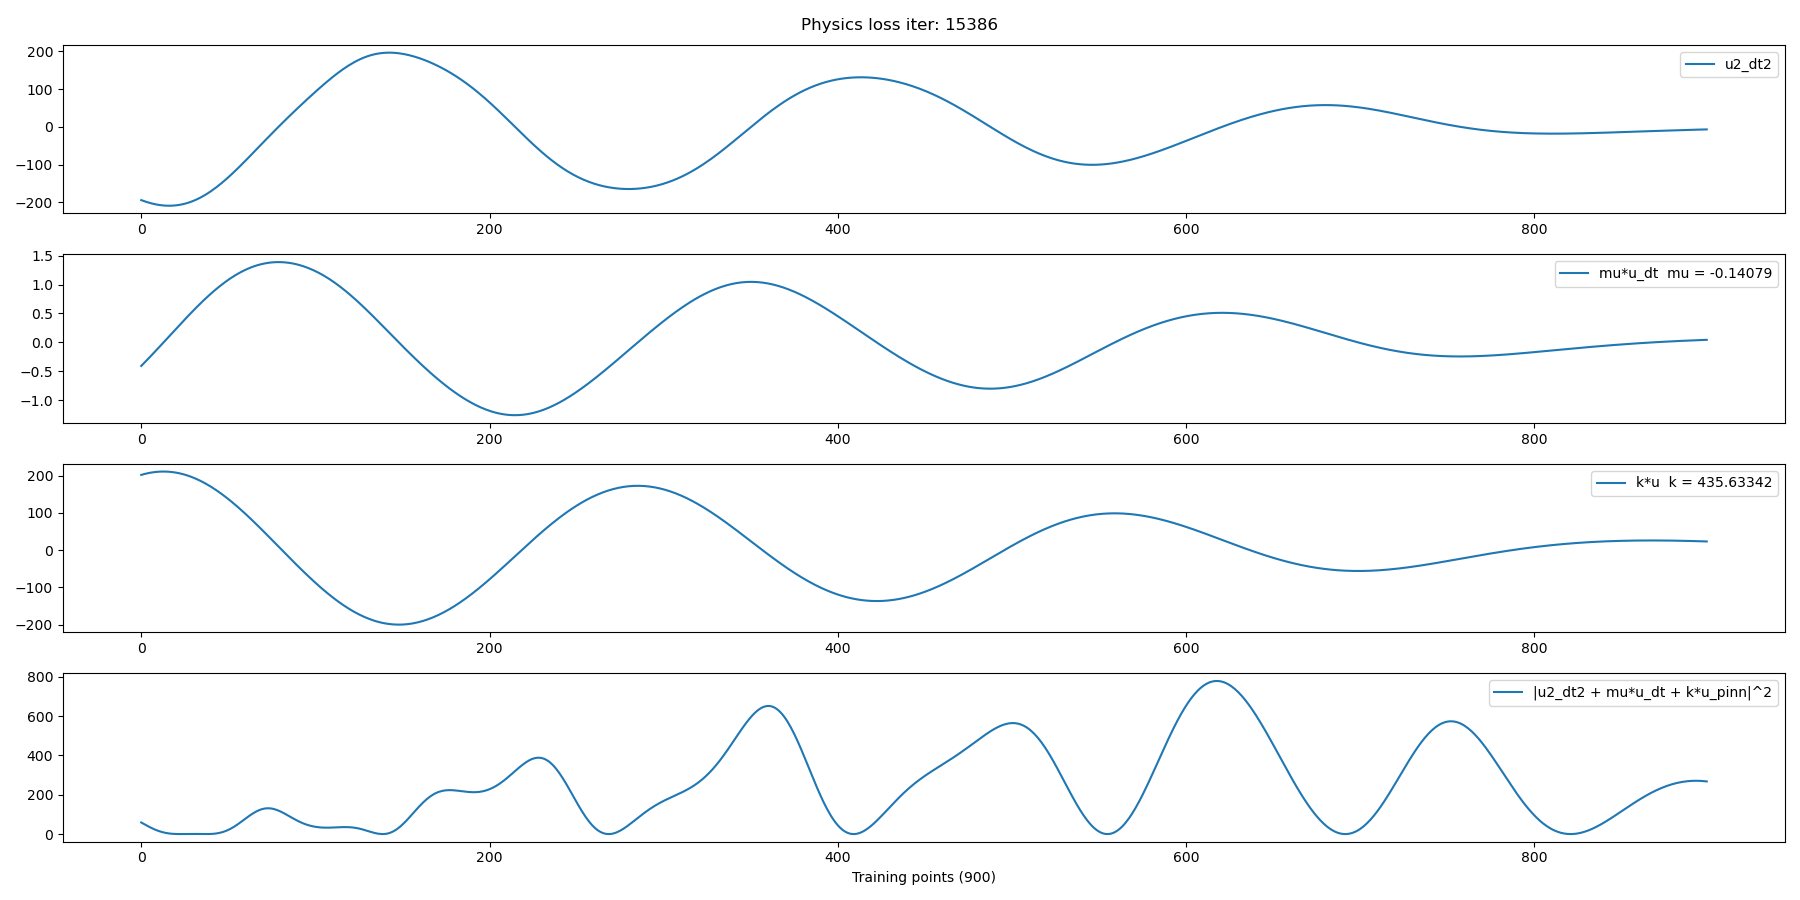 Physics loss iter: 15386
200
100
0
−100
−200
u2_dt2
0 200 400 600 800
1.5
1.0
0.5
0.0
−0.5
−1.0
mu*u_dt  mu = -0.14079
0 200 400 600 800
200
100
0
−100
−200
k*u  k = 435.63342
0 200 400 600 800
800
600
400
200
0
|u2_dt2 + mu*u_dt + k*u_pinn|^2
0 200 400 600 800
Training points (900)